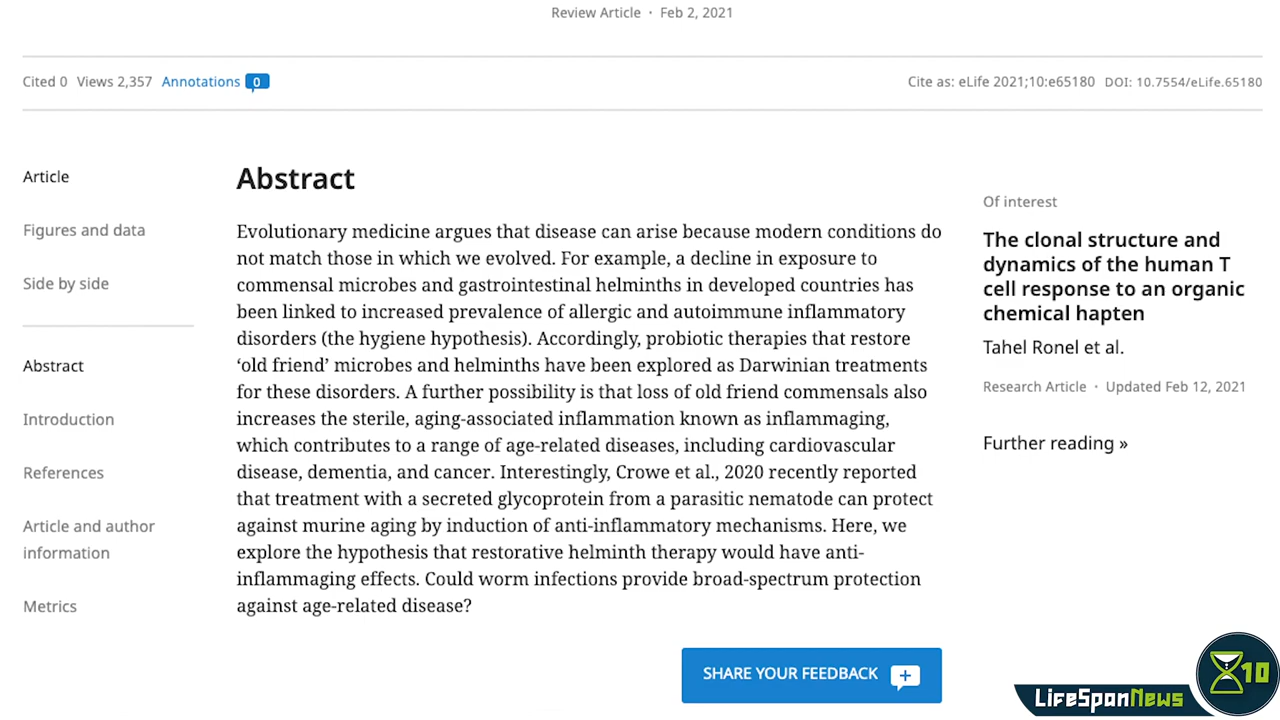 Review Article · Feb 2, 2021
Cited 0 Views 2,357 Annotations 0
Cite as: eLife 2021;10:e65180 DOI: 10.7554/eLife.65180
Article
Figures and data
Side by side
Abstract
Introduction
References
Article and author
information
Metrics
Abstract
Evolutionary medicine argues that disease can arise because modern conditions do
not match those in which we evolved. For example, a decline in exposure to
commensal microbes and gastrointestinal helminths in developed countries has
been linked to increased prevalence of allergic and autoimmune inflammatory
disorders (the hygiene hypothesis). Accordingly, probiotic therapies that restore
‘old friend’ microbes and helminths have been explored as Darwinian treatments
for these disorders. A further possibility is that loss of old friend commensals also
increases the sterile, aging-associated inflammation known as inflammaging,
which contributes to a range of age-related diseases, including cardiovascular
disease, dementia, and cancer. Interestingly, Crowe et al., 2020 recently reported
that treatment with a secreted glycoprotein from a parasitic nematode can protect
against murine aging by induction of anti-inflammatory mechanisms. Here, we
explore the hypothesis that restorative helminth therapy would have anti-
inflammaging effects. Could worm infections provide broad-spectrum protection
against age-related disease?
SHARE YOUR FEEDBACK
Of interest
The clonal structure and
dynamics of the human T
cell response to an organic
chemical hapten
Tahel Ronel et al.
Research Article · Updated Feb 12, 2021
Further reading »
LifeSpanNews
10